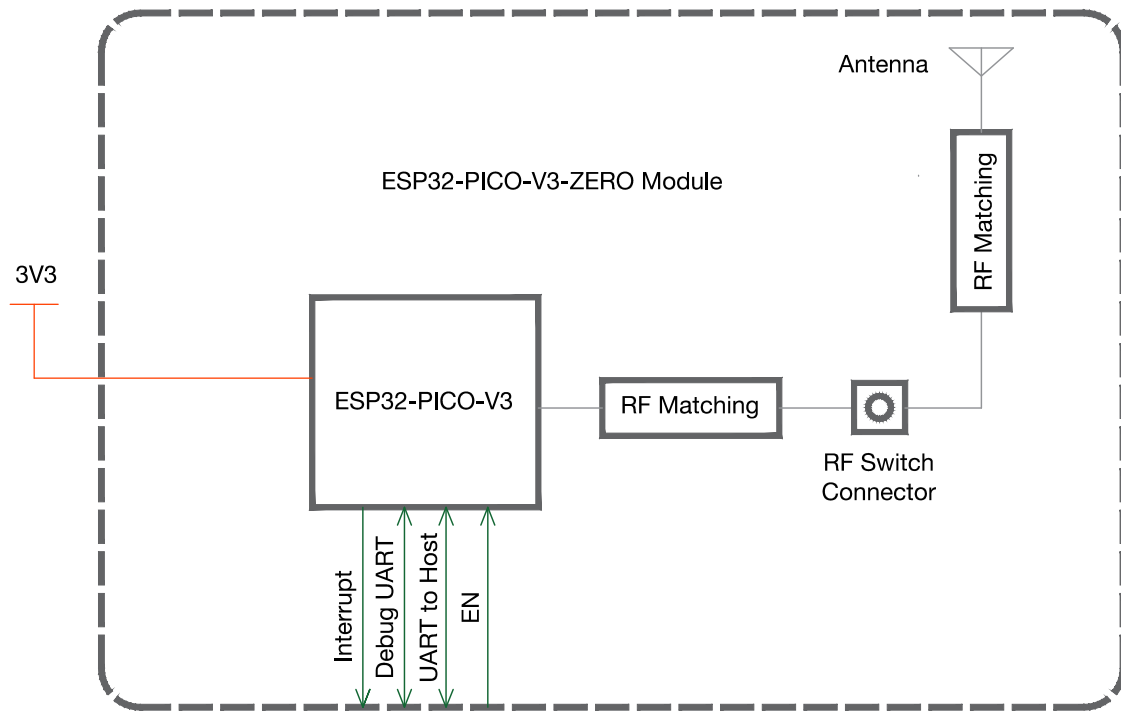 Antenna
RF Matching
ESP32-PICO-V3-ZERO Module
3V3
ESP32-PICO-V3
RF Matching
RF Switch
Connector
Interrupt
Debug UART
UART to Host
EN